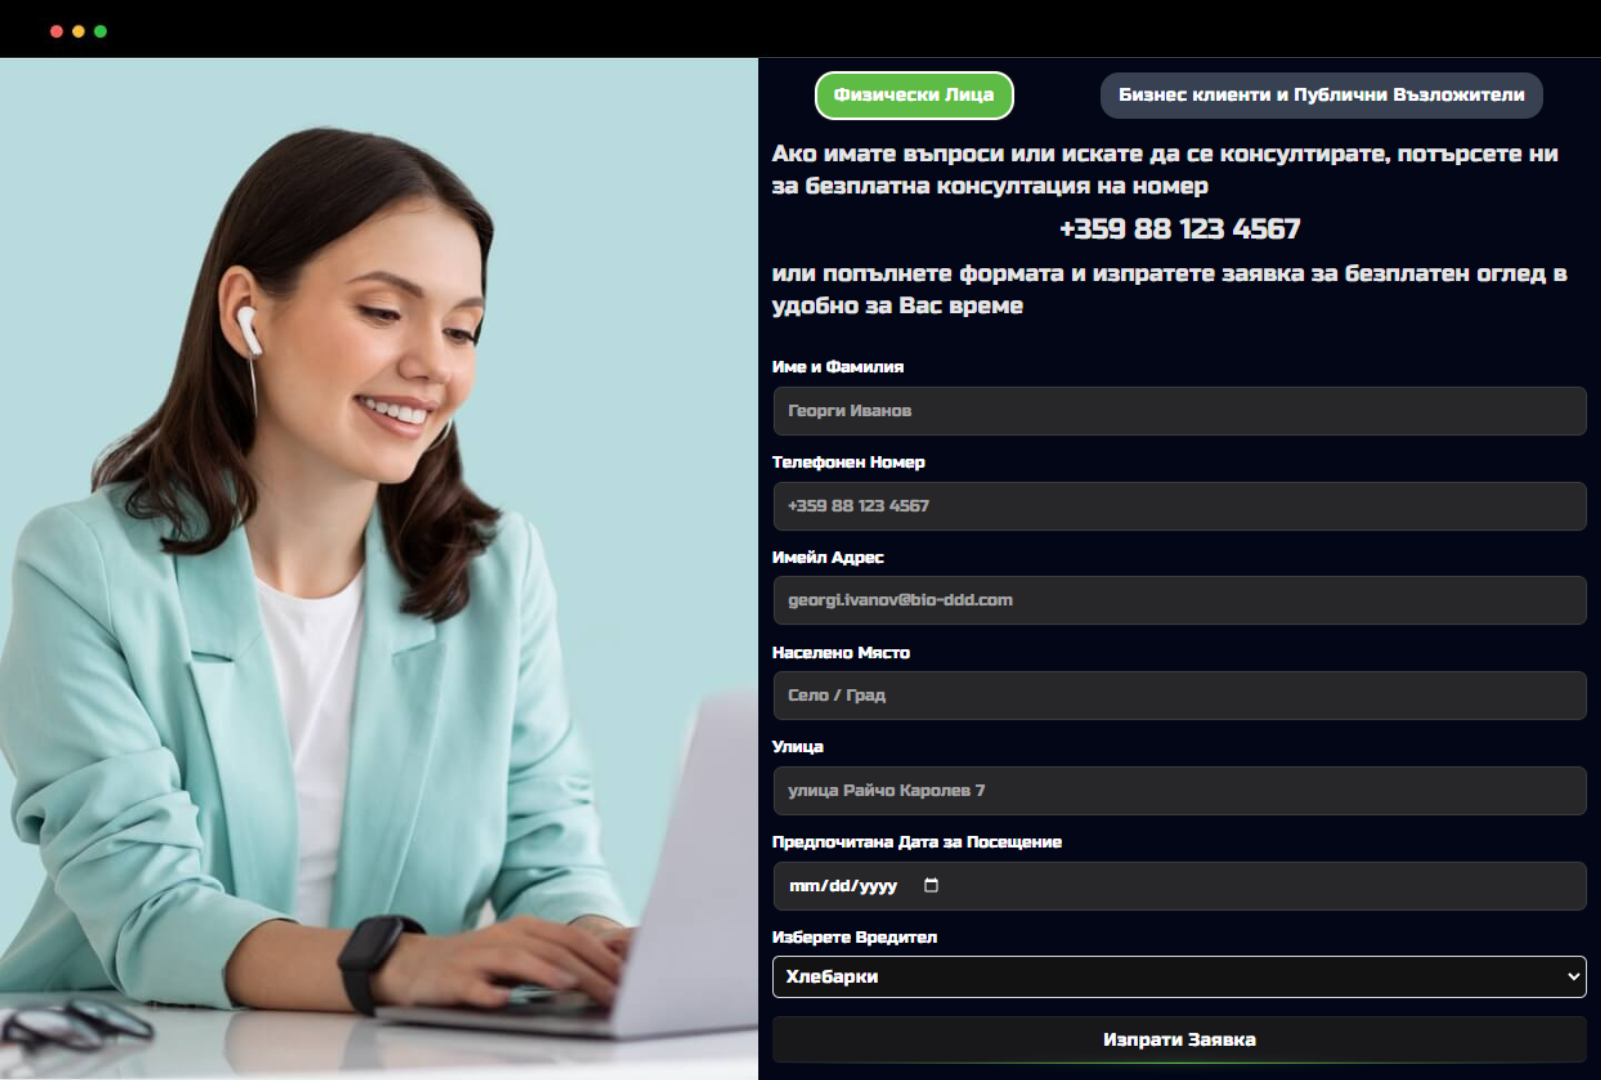 Физически Лица
Бизнес клиенти и Публични Възложители
Ако имате въпроси или искате да се консултирате, потърсете ни
за безплатна консултация на номер
+359 88 123 4567
или попълнете формата и изпратете заявка за безплатен оглед в
удобно за Вас време
Име и Фамилия
Георги Иванов
Телефонен Номер
+359 88 123 4567
Имейл Адрес
georgi.ivanov@bio-ddd.com
Населено Място
Село / Град
Улица
улица Райчо Каролев 7
Предпочитана Дата за Посещение
mm/dd/yyyy
Изберете Вредител
Хлебарки
Изпрати Заявка